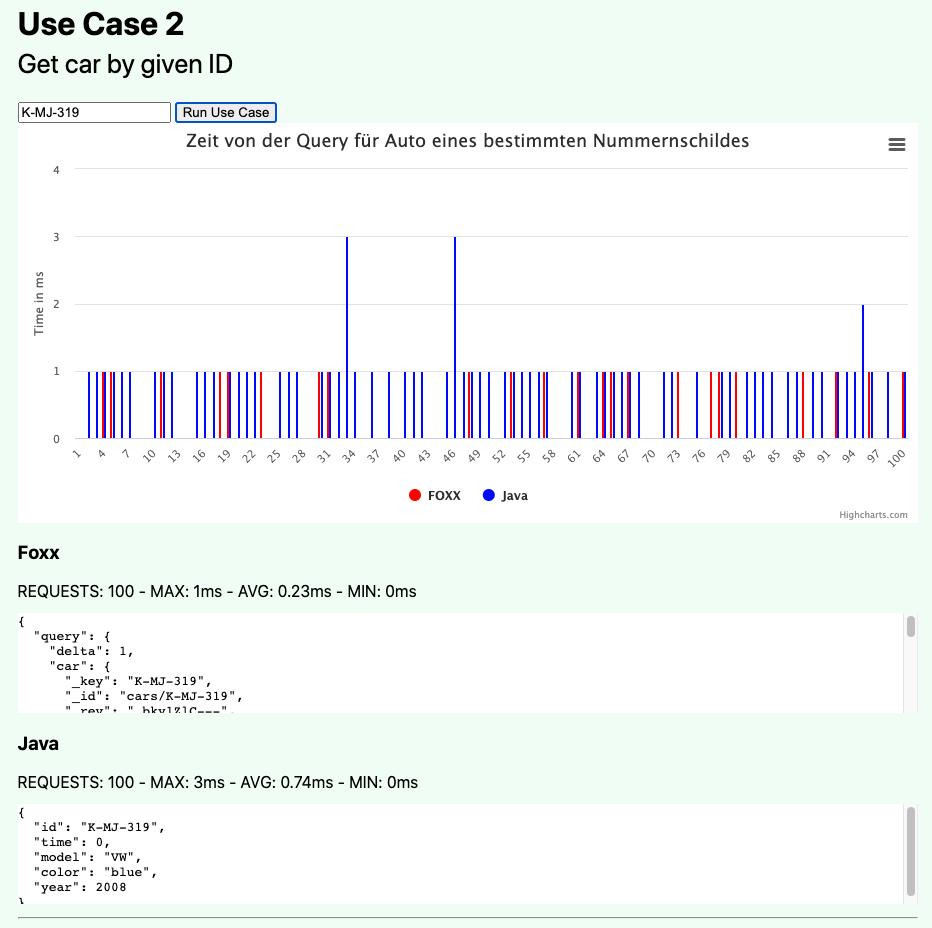 Use Case 2
Get car by given ID
K-MJ-319 Run Use Case
Zeit von der Query für Auto eines bestimmten Nummernschildes
Time in ms
4
3
2
1
0
1 4 7 10 13 16 19 22 25 28 31 34 37 40 43 46 49 52 55 58 61 64 67 70 73 76 79 82 85 88 91 94 97 100
FOXX Java
Highcharts.com
Foxx
REQUESTS: 100 - MAX: 1ms - AVG: 0.23ms - MIN: 0ms
{
"query": {
"delta": 1,
"car": {
"_key": "K-MJ-319",
"_id": "cars/K-MJ-319",
Java
REQUESTS: 100 - MAX: 3ms - AVG: 0.74ms - MIN: 0ms
{
"id": "K-MJ-319",
"time": 0,
"model": "VW",
"color": "blue",
"year": 2008
}